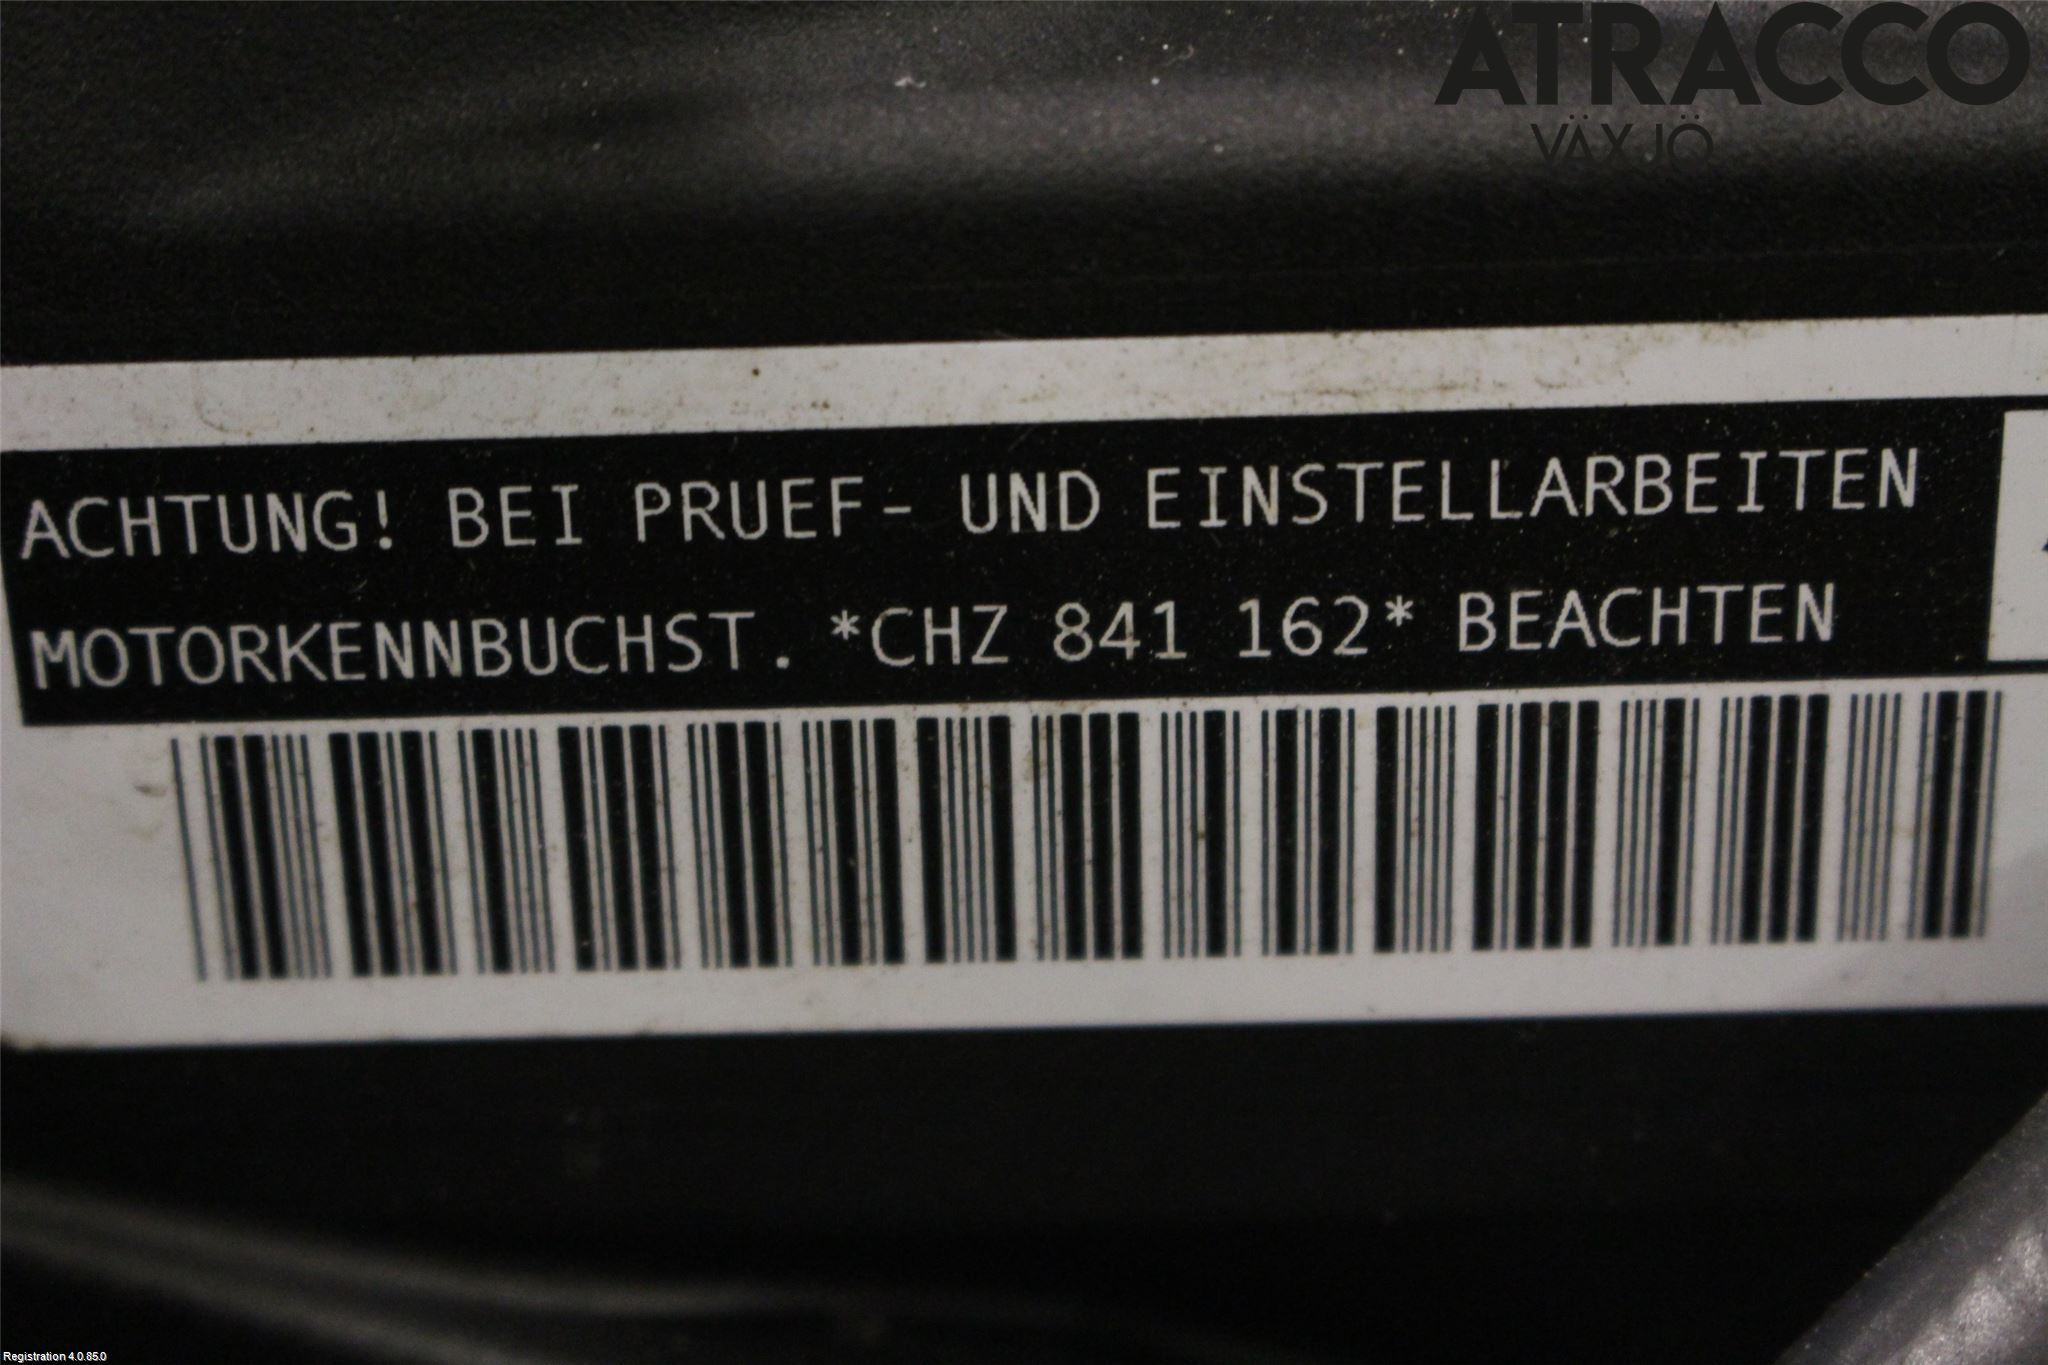 ATRACCO
VÄXJÖ
ACHTUNG! BEI PRUEF- UND EINSTELLARBEITEN
MOTORKENNBUCHST. *CHZ 841 162* BEACHTEN
Registration 4.0.85.0